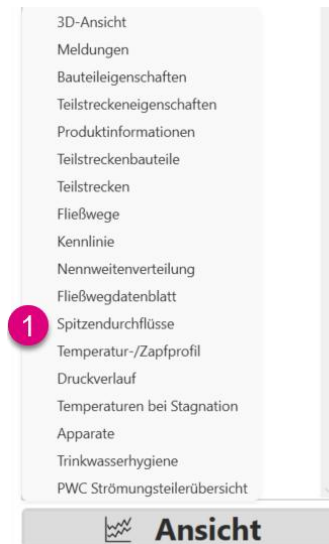 3D-Ansicht
Meldungen
Bauteileigenschaften
Teilstreckeneigenschaften
Produktinformationen
Teilstreckenbauteile
Teilstrecken
Fließwege
Kennlinie
Nennweitenverteilung
Fließwegdatenblatt
1 Spitzendurchflüsse
Temperatur-/Zapfprofil
Druckverlauf
Temperaturen bei Stagnation
Apparate
Trinkwasserhygiene
PWC Strömungsteilerübersicht
Ansicht